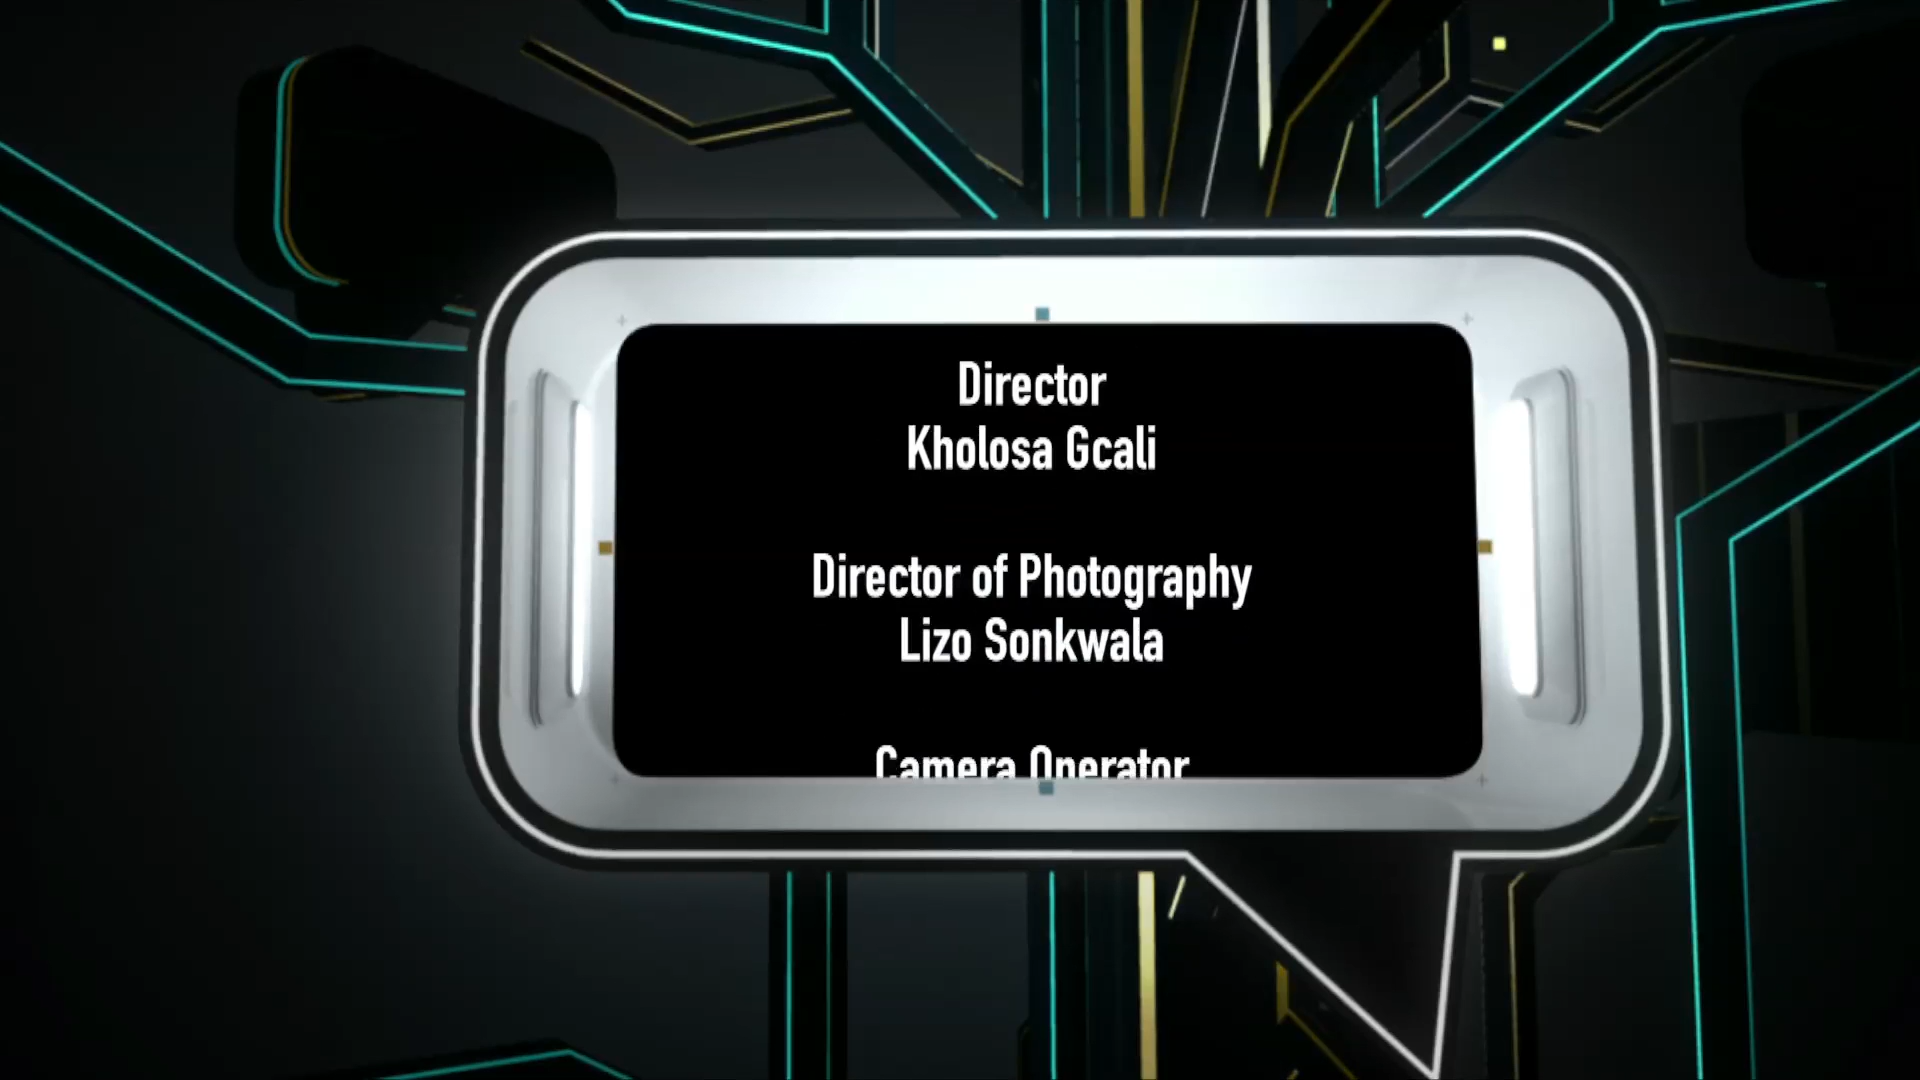 Director
Kholosa Gcali
Director of Photography
Lizo Sonkwala
Camera Operator